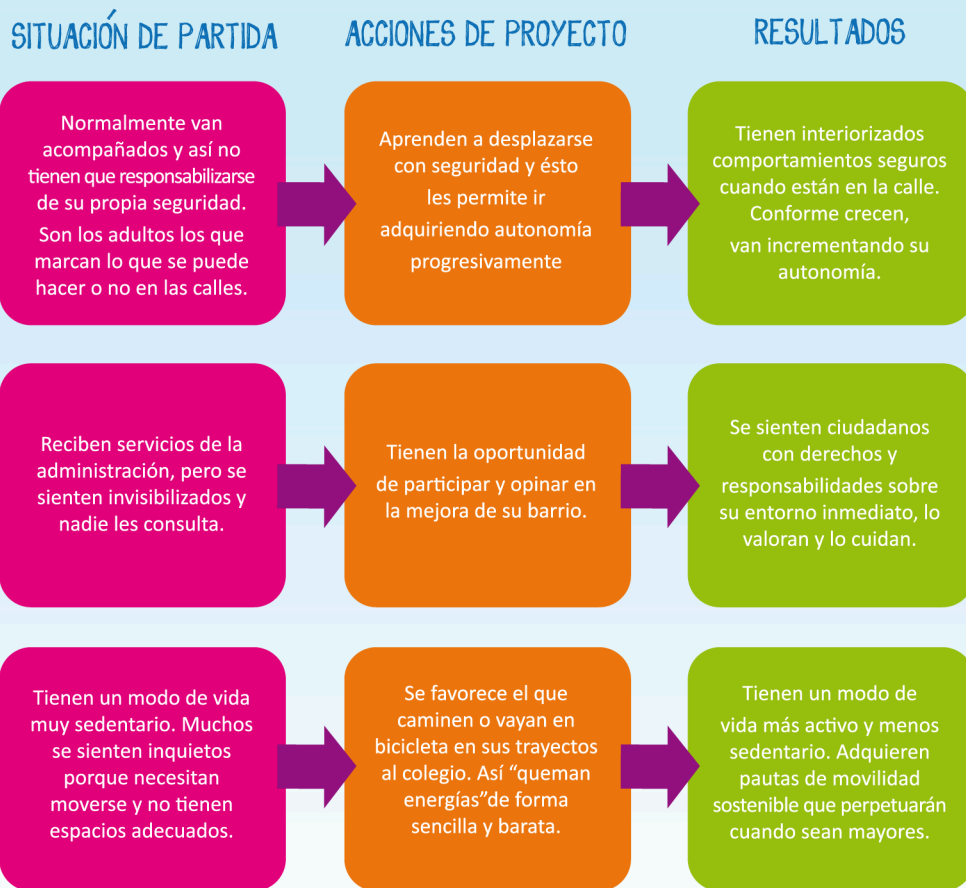 SITUACIÓN DE PARTIDA
ACCIONES DE PROYECTO
RESULTADOS
Normalmente van
acompañados y así no
tienen que responsabilizarse
de su propia seguridad.
Son los adultos los que
marcan lo que se puede
hacer o no en las calles.
Aprenden a desplazarse
con seguridad y ésto
les permite ir
adquiriendo autonomía
progresivamente
Tienen interiorizados
comportamientos seguros
cuando están en la calle.
Conforme crecen,
van incrementando su
autonomía.
Reciben servicios de la
administración, pero se
sienten invisibilizados y
nadie les consulta.
Tienen la oportunidad
de participar y opinar en
la mejora de su barrio.
Se sienten ciudadanos
con derechos y
responsabilidades sobre
su entorno inmediato, lo
valoran y lo cuidan.
Tienen un modo de vida
muy sedentario. Muchos
se sienten inquietos
porque necesitan
moverse y no tienen
espacios adecuados.
Se favorece el que
caminen o vayan en
bicicleta en sus trayectos
al colegio. Así “queman
energías”de forma
sencilla y barata.
Tienen un modo de
vida más activo y menos
sedentario. Adquieren
pautas de movilidad
sostenible que perpetuarán
cuando sean mayores.